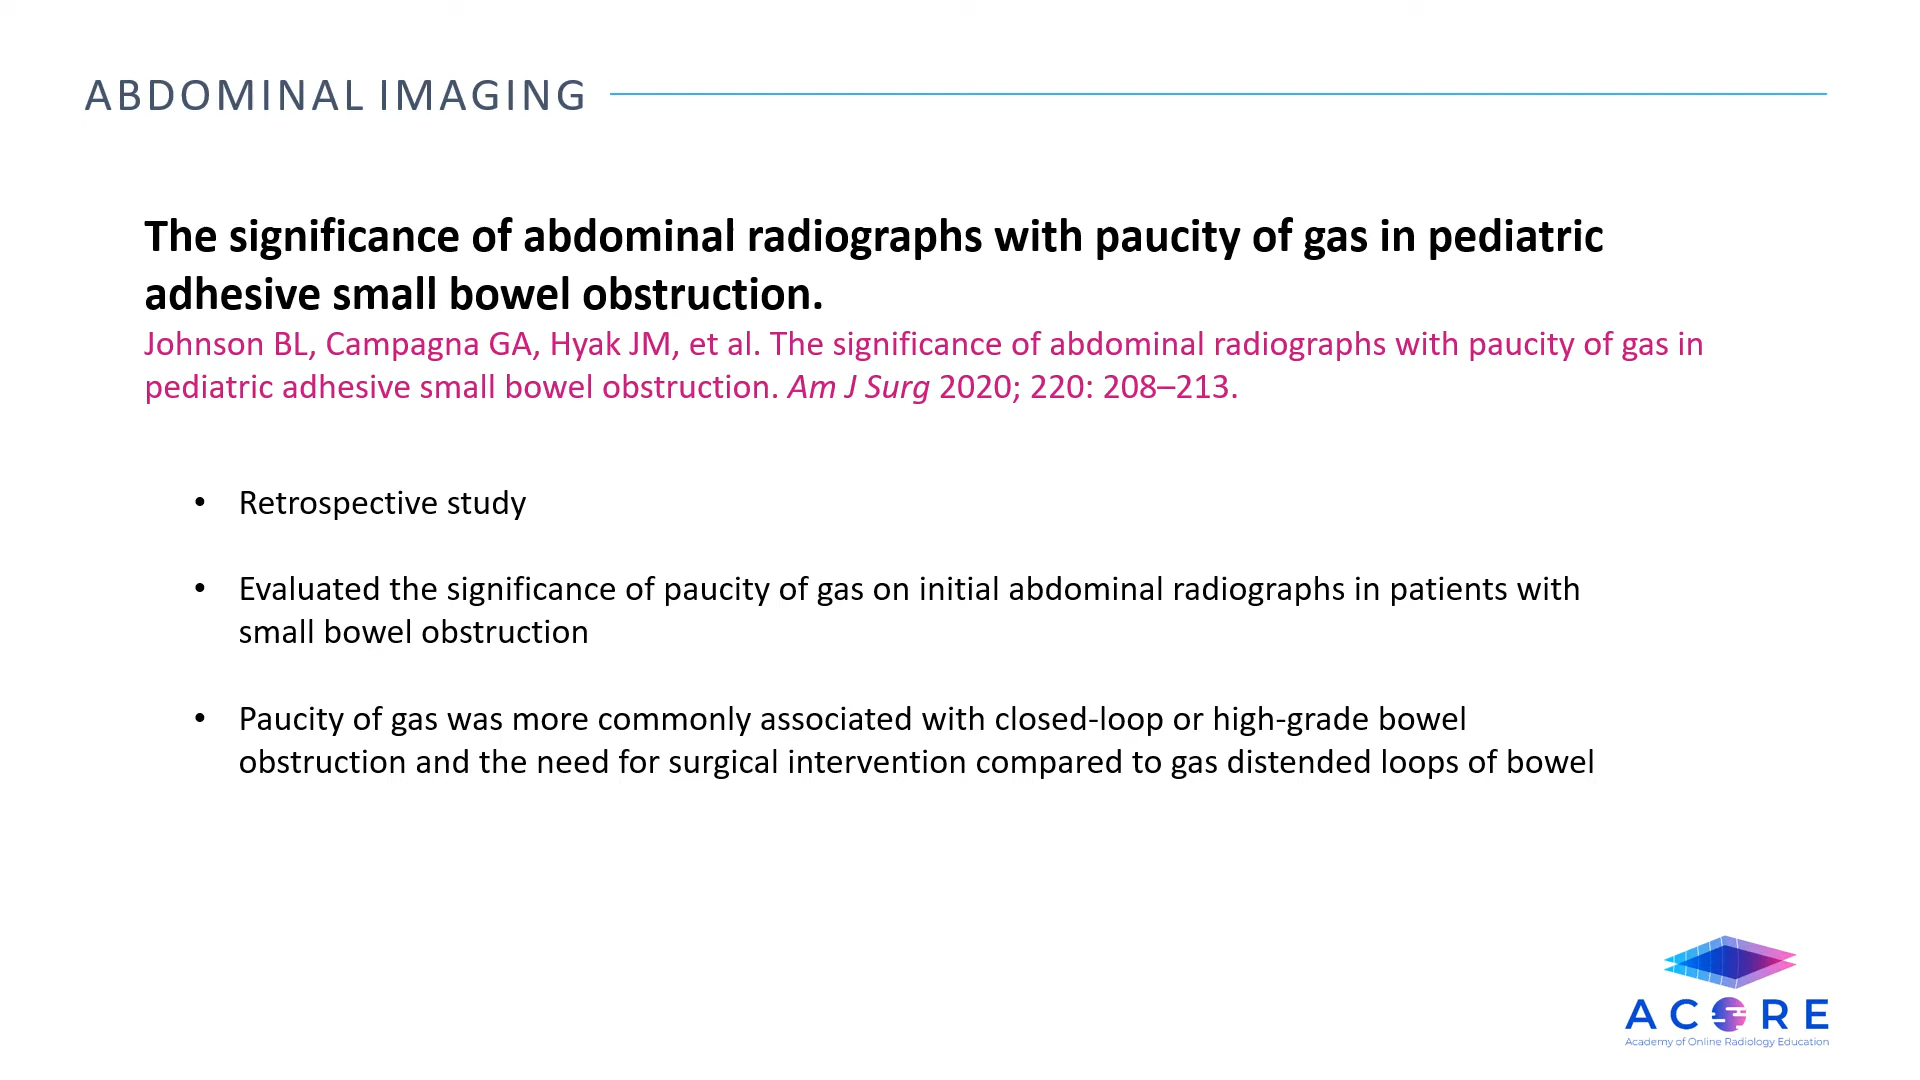 ABDOMINAL IMAGING
The significance of abdominal radiographs with paucity of gas in pediatric
adhesive small bowel obstruction.
Johnson BL, Campagna GA, Hyak JM, et al. The significance of abdominal radiographs with paucity of gas in
pediatric adhesive small bowel obstruction. Am J Surg 2020; 220: 208–213.
• Retrospective study
• Evaluated the significance of paucity of gas on initial abdominal radiographs in patients with
small bowel obstruction
• Paucity of gas was more commonly associated with closed-loop or high-grade bowel
obstruction and the need for surgical intervention compared to gas distended loops of bowel
ACORE
Academy of Online Radiology Education